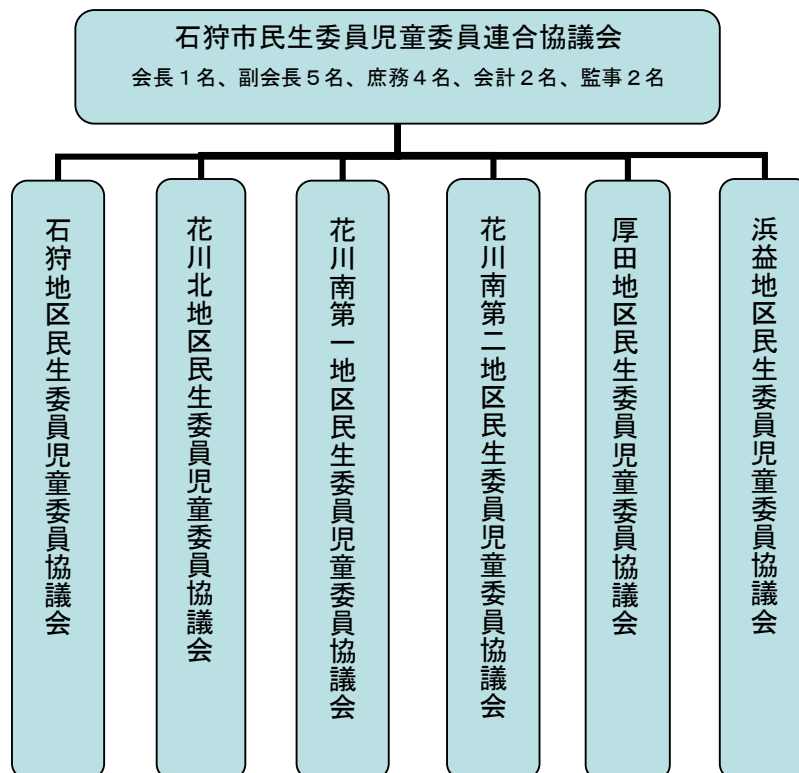 石狩市民生委員児童委員連合協議会
会長1名、副会長5名、庶務4名、会計2名、監事2名
石狩地区民生委員児童委員協議会
花川北地区民生委員児童委員協議会
花川南第一地区民生委員児童委員協議会
花川南第二地区民生委員児童委員協議会
厚田地区民生委員児童委員協議会
浜益地区民生委員児童委員協議会